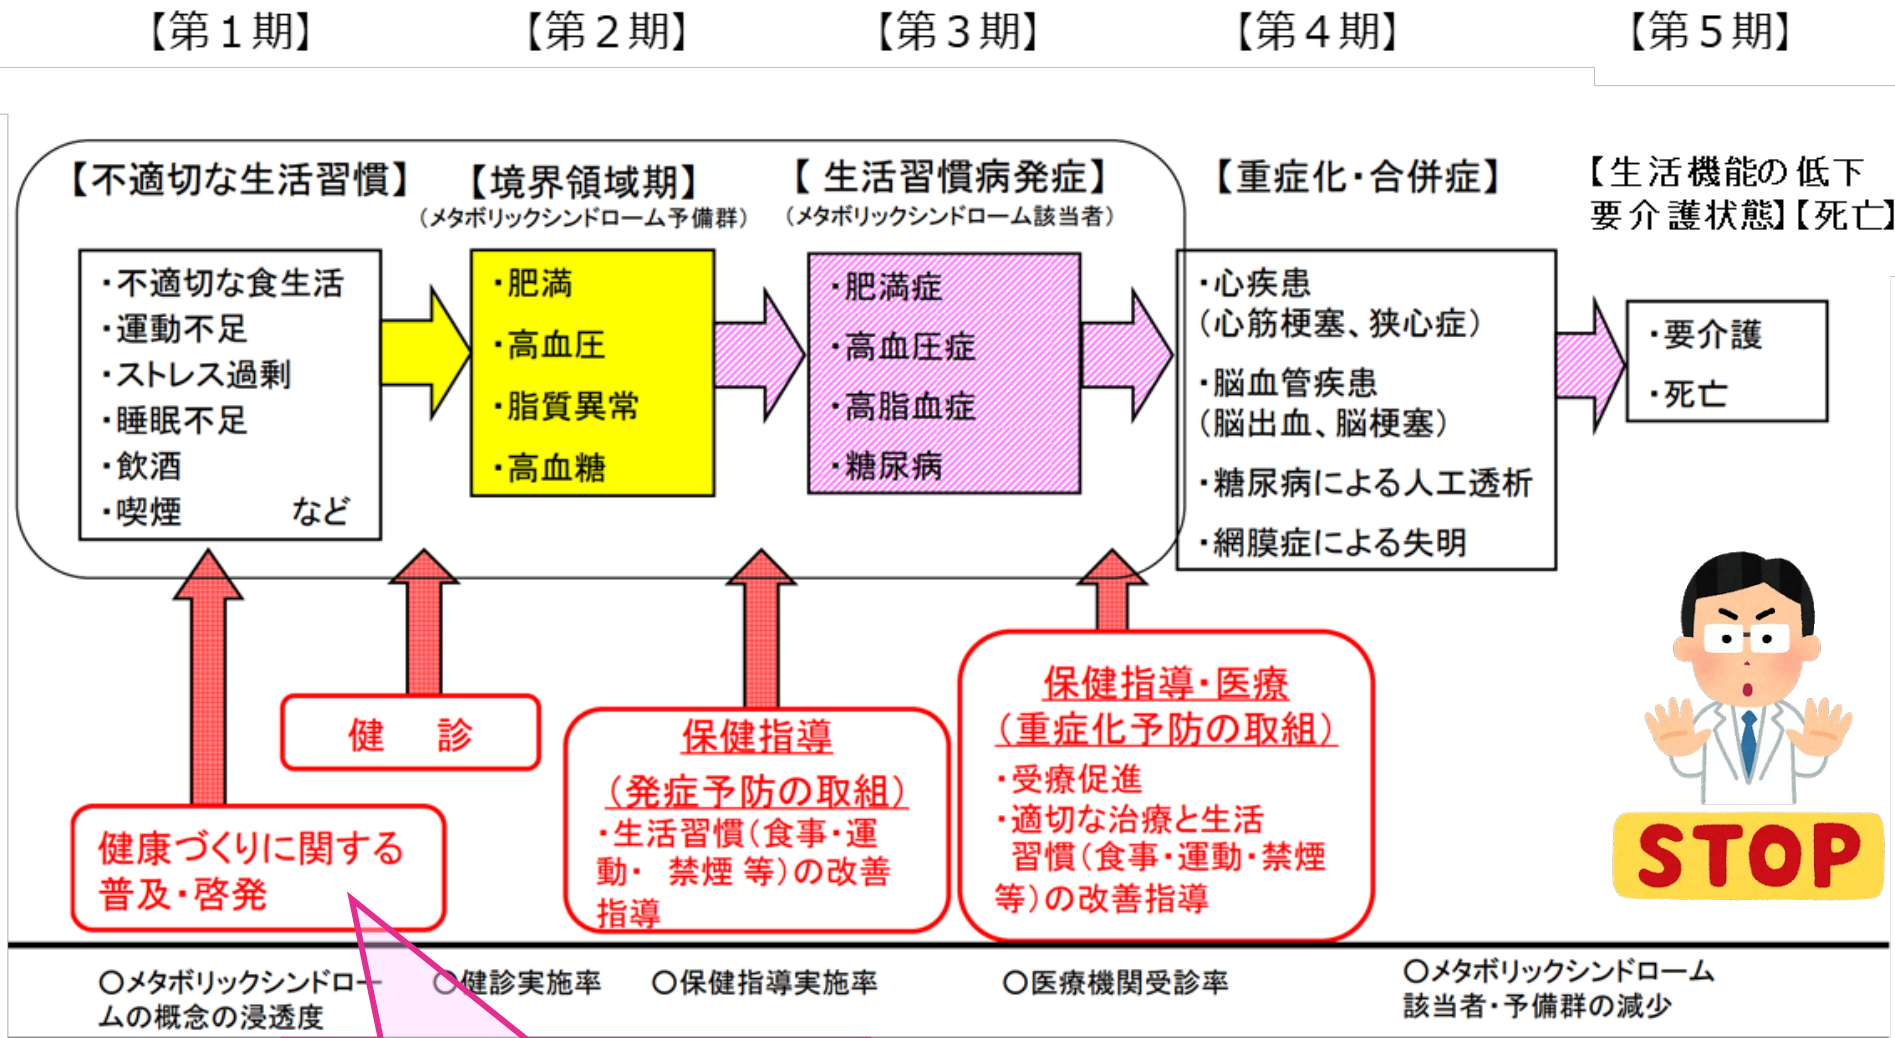 【第１期】
【第２期】
【第３期】
【第４期】
【第５期】
【不適切な生活習慣】
・不適切な食生活
・運動不足
・ストレス過剰
・睡眠不足
・飲酒
・喫煙　　　など
【境界領域期】
（メタボリックシンドローム予備群）
・肥満
・高血圧
・脂質異常
・高血糖
【 生活習慣病発症】
（メタボリックシンドローム該当者）
・肥満症
・高血圧症
・高脂血症
・糖尿病
【重症化・合併症】
・心疾患
（心筋梗塞、狭心症）
・脳血管疾患
（脳出血、脳梗塞）
・糖尿病による人工透析
・網膜症による失明
【生活機能の低下
要介護状態】【死亡】
・要介護
・死亡
健康づくりに関する
普及・啓発
健　診
保健指導
（発症予防の取組）
・生活習慣（食事・運
動・ 禁煙 等）の改善
指導
保健指導・医療
（重症化予防の取組）
・受療促進
・適切な治療と生活
習慣（食事・運動・禁煙
等）の改善指導
STOP
〇メタボリックシンドロー
ムの概念の浸透度
〇健診実施率
〇保健指導実施率
〇医療機関受診率
〇メタボリックシンドローム
該当者・予備群の減少